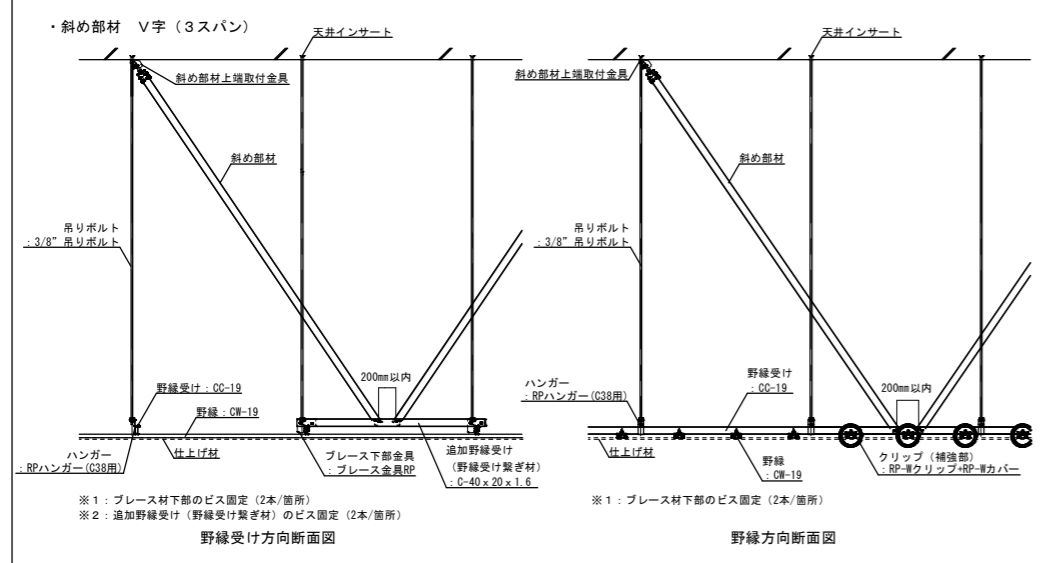 ・斜め部材　V字（3スパン）
天井インサート
斜め部材上端取付金具
斜め部材
吊りボルト
：3/8”吊りボルト
200mm以内
野縁受け：CC-19
野縁：CW-19
ハンガー
：RPハンガー(C38用)
仕上げ材
ブレース下部金具
：ブレース金具RP
追加野縁受け
（野縁受け繋ぎ材）
：C-40×20×1.6
※1：ブレース材下部のビス固定（2本/箇所）
※2：追加野縁受け（野縁受け繋ぎ材）のビス固定（2本/箇所）
野縁受け方向断面図
天井インサート
斜め部材上端取付金具
斜め部材
吊りボルト
：3/8”吊りボルト
200mm以内
野縁受け
：CC-19
ハンガー
：RPハンガー(C38用)
仕上げ材
野縁
：CW-19
クリップ（補強部）
：RP-Wクリップ+RP-Wカバー
※1：ブレース材下部のビス固定（2本/箇所）
野縁方向断面図